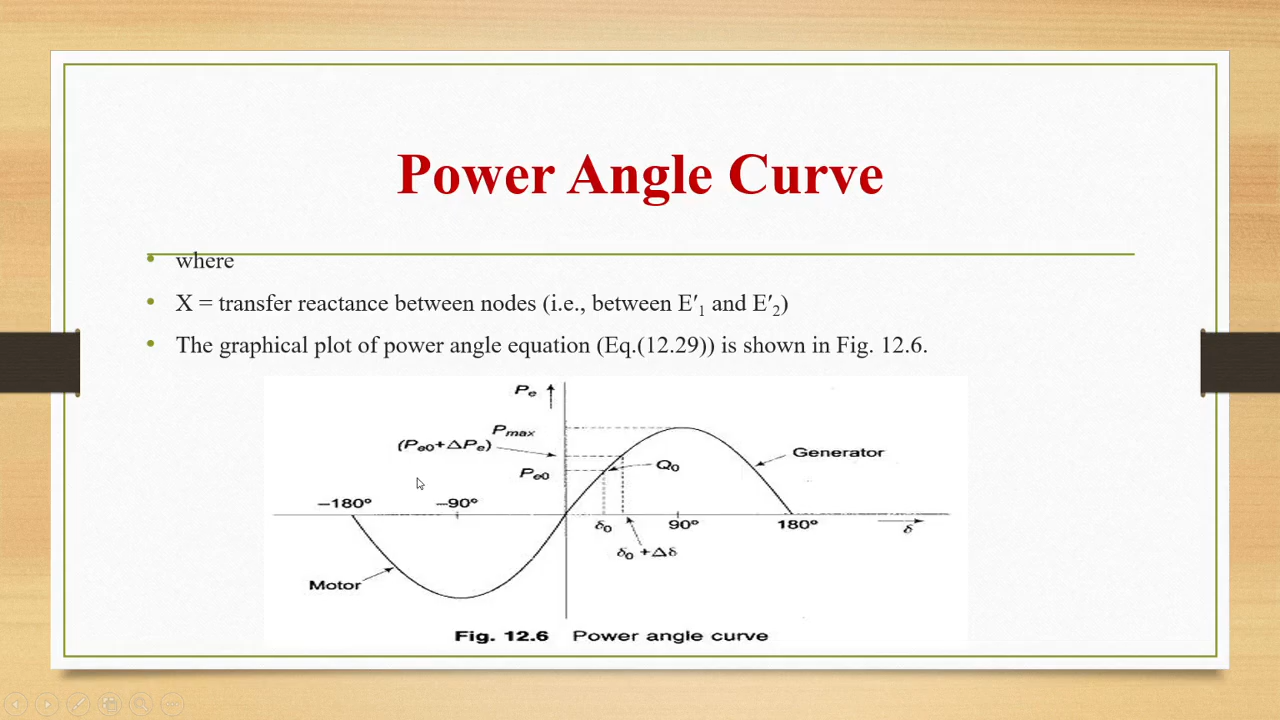 Power Angle Curve
• where
• X = transfer reactance between nodes (i.e., between E′₁ and E′₂)
• The graphical plot of power angle equation (Eq.(12.29)) is shown in Fig. 12.6.
Pe
Pmax
(Pe0+ΔPe)
Generator
Q0
Pe0
−180°
−90°
δ0
90°
180°
δ
δ0 +Δδ
Motor
Fig. 12.6 Power angle curve